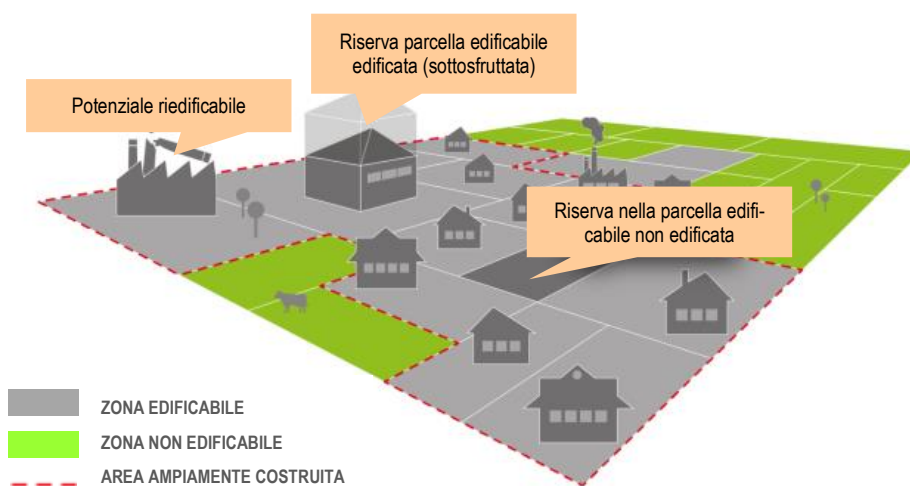 Riserva parcella edificabile
edificata (sottosfruttata)
Potenziale riedificabile
Riserva nella parcella edifi-
cabile non edificata
ZONA EDIFICABILE
ZONA NON EDIFICABILE
AREA AMPIAMENTE COSTRUITA